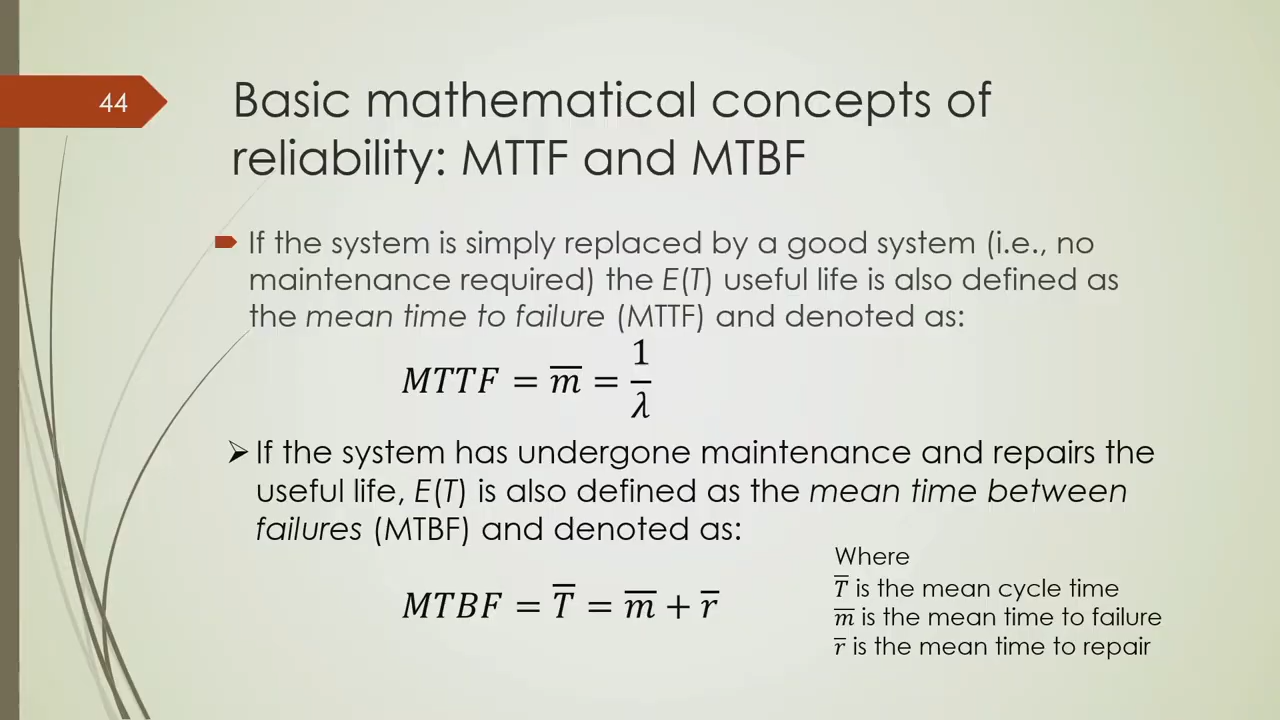 44
Basic mathematical concepts of
reliability: MTTF and MTBF
If the system is simply replaced by a good system (i.e., no
maintenance required) the E(T) useful life is also defined as
the mean time to failure (MTTF) and denoted as:
MTTF = m̅ = 1/λ
➢ If the system has undergone maintenance and repairs the
useful life, E(T) is also defined as the mean time between
failures (MTBF) and denoted as:
MTBF = T̅ = m̅ + r̅
Where
T̅ is the mean cycle time
m̅ is the mean time to failure
r̅ is the mean time to repair